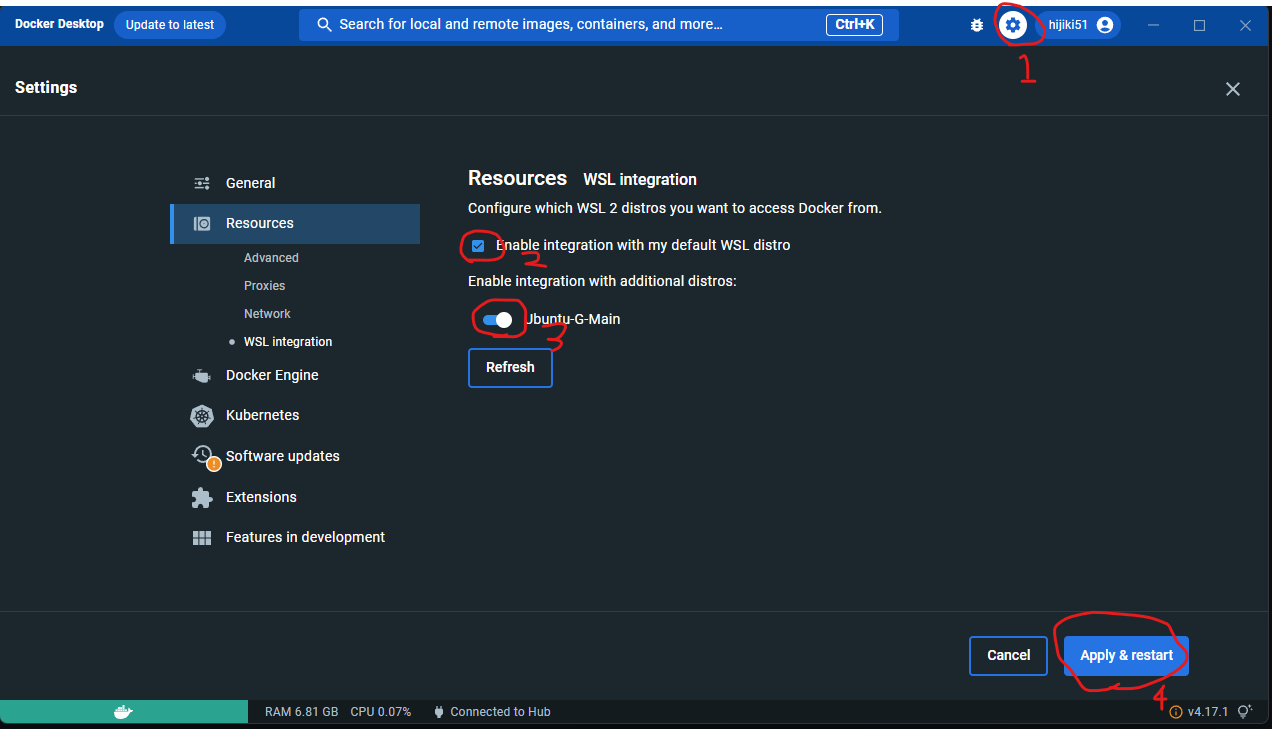 Docker Desktop
Update to latest
Search for local and remote images, containers, and more...
Ctrl+K
hijiki51
1
Settings
General
Resources
Advanced
Proxies
Network
WSL integration
Docker Engine
Kubernetes
Software updates
Extensions
Features in development
Resources WSL integration
Configure which WSL 2 distros you want to access Docker from.
Enable integration with my default WSL distro
2
Enable integration with additional distros:
Ubuntu-G-Main
3
Refresh
Cancel
Apply & restart
4
RAM 6.81 GB CPU 0.07% Connected to Hub
v4.17.1